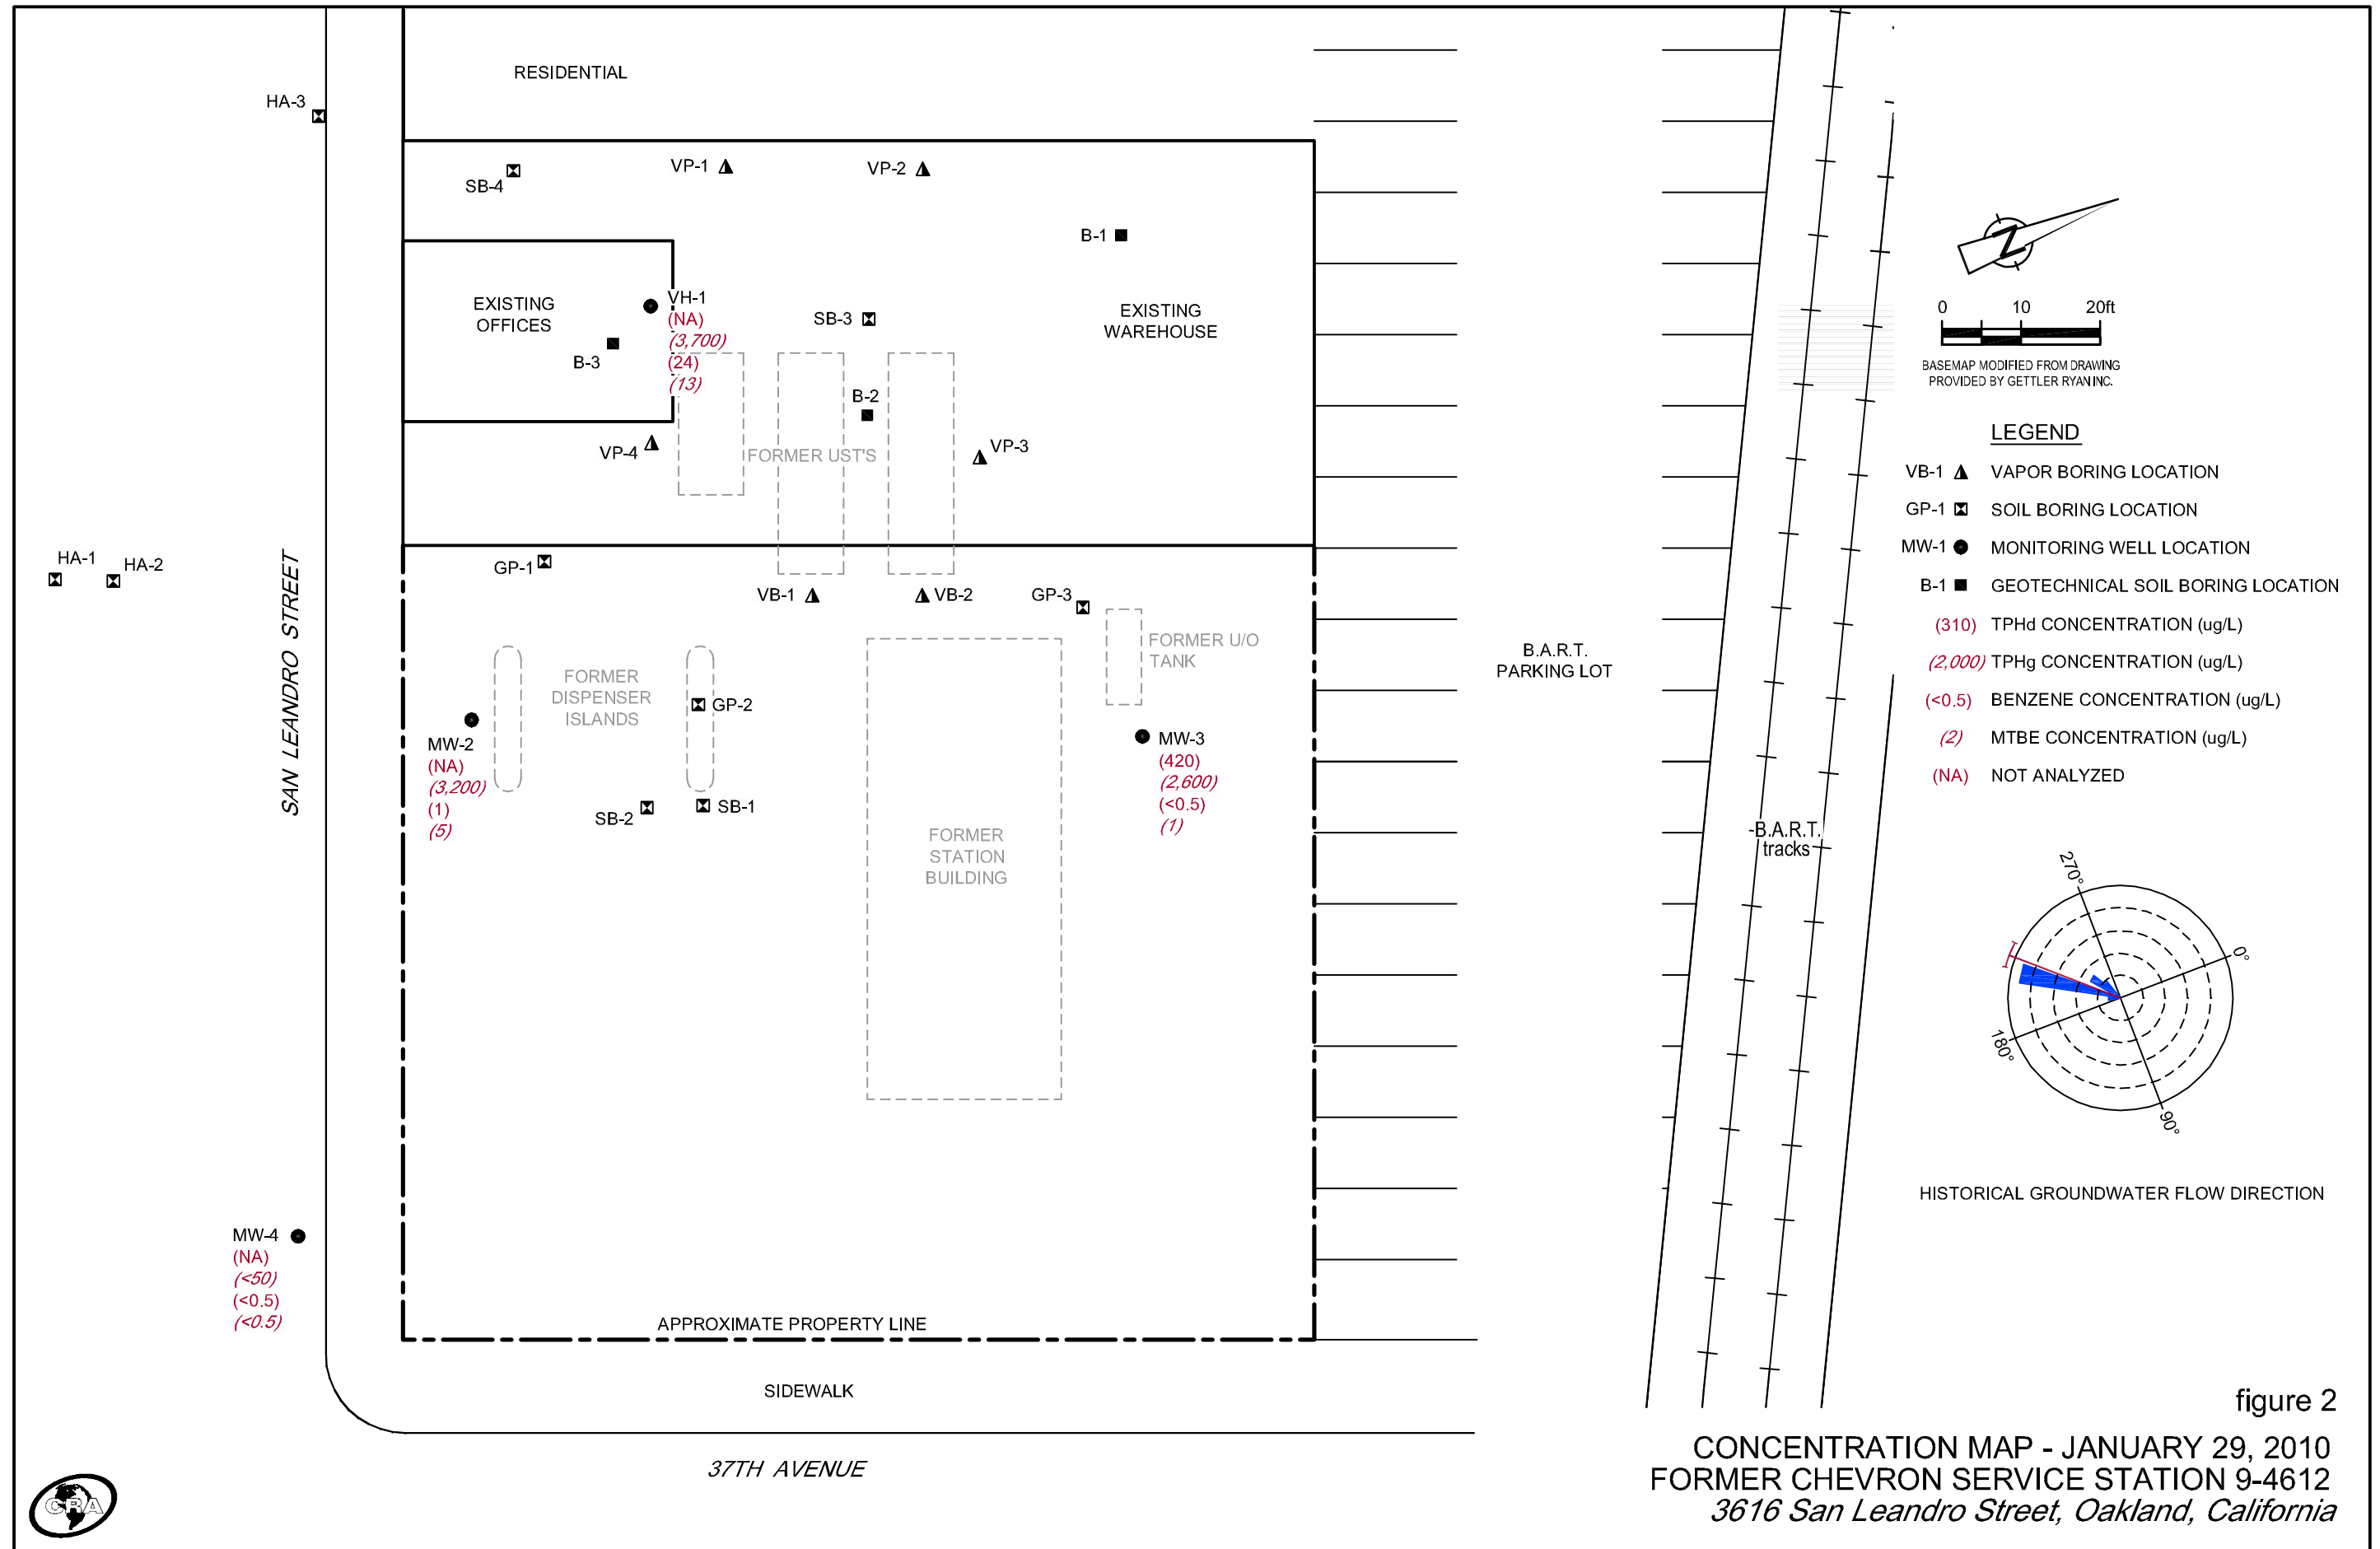 RESIDENTIAL
HA-3
SB-4
VP-1
VP-2
B-1
EXISTING
OFFICES
VH-1
(NA)
(3,700)
(24)
(13)
B-3
SB-3
EXISTING
WAREHOUSE
B-2
VP-4
FORMER UST'S
VP-3
HA-1
HA-2
SAN LEANDRO STREET
GP-1
VB-1
VB-2
GP-3
FORMER U/O
TANK
FORMER
DISPENSER
ISLANDS
GP-2
MW-2
(NA)
(3,200)
(1)
(5)
SB-2
SB-1
MW-3
(420)
(2,600)
(<0.5)
(1)
FORMER
STATION
BUILDING
B.A.R.T.
PARKING LOT
B.A.R.T.
tracks
MW-4
(NA)
(<50)
(<0.5)
(<0.5)
APPROXIMATE PROPERTY LINE
SIDEWALK
37TH AVENUE
CRA
Z
0 10 20ft
BASEMAP MODIFIED FROM DRAWING
PROVIDED BY GETTLER RYAN INC.
LEGEND
VB-1 VAPOR BORING LOCATION
GP-1 SOIL BORING LOCATION
MW-1 MONITORING WELL LOCATION
B-1 GEOTECHNICAL SOIL BORING LOCATION
(310) TPHd CONCENTRATION (ug/L)
(2,000) TPHg CONCENTRATION (ug/L)
(<0.5) BENZENE CONCENTRATION (ug/L)
(2) MTBE CONCENTRATION (ug/L)
(NA) NOT ANALYZED
270°
0°
180°
90°
HISTORICAL GROUNDWATER FLOW DIRECTION
figure 2
CONCENTRATION MAP - JANUARY 29, 2010
FORMER CHEVRON SERVICE STATION 9-4612
3616 San Leandro Street, Oakland, California